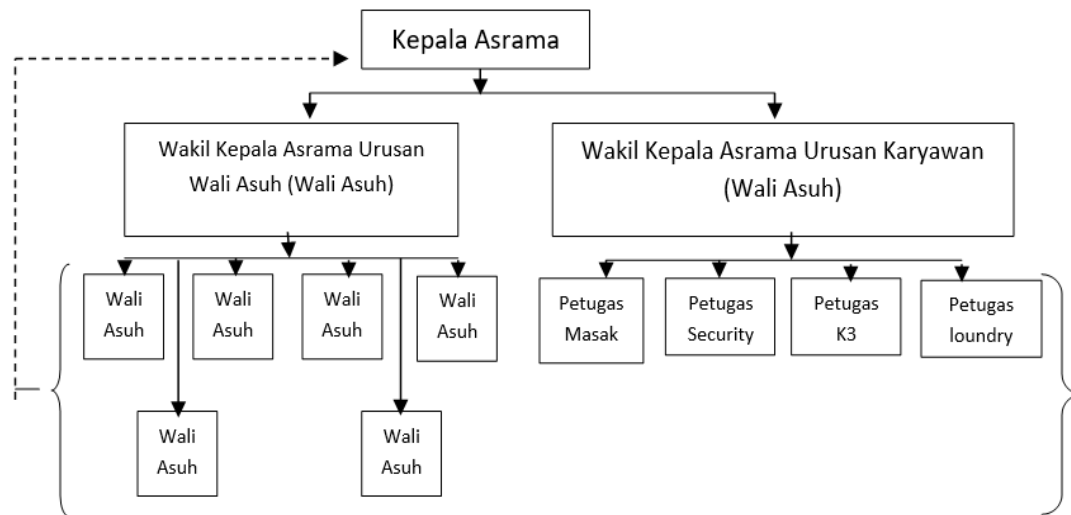 Kepala Asrama
Wakil Kepala Asrama Urusan
Wali Asuh (Wali Asuh)
Wakil Kepala Asrama Urusan Karyawan
(Wali Asuh)
Wali
Asuh
Wali
Asuh
Wali
Asuh
Wali
Asuh
Petugas
Masak
Petugas
Security
Petugas
K3
Petugas
loundry
Wali
Asuh
Wali
Asuh